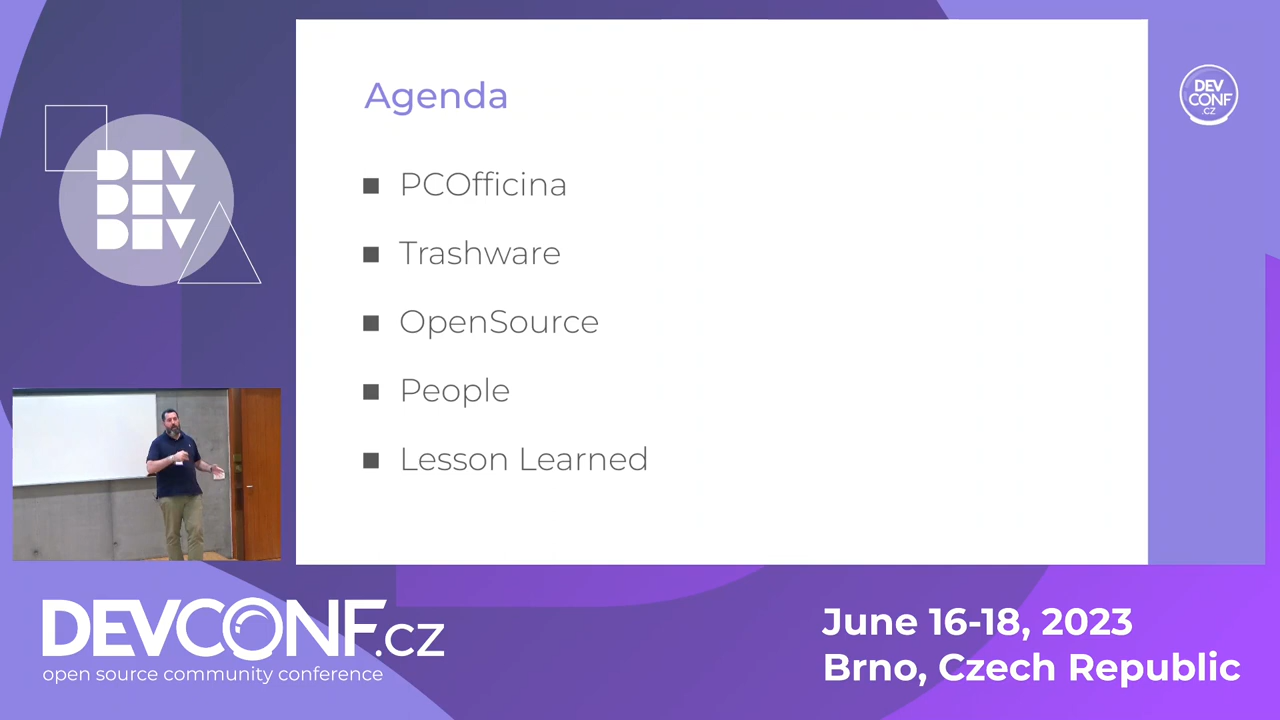 Agenda
PCOfficina
Trashware
OpenSource
People
Lesson Learned
DEV
CONF
.CZ
DEV
DEV
DEV
DEVCONF.cz
open source community conference
June 16-18, 2023
Brno, Czech Republic